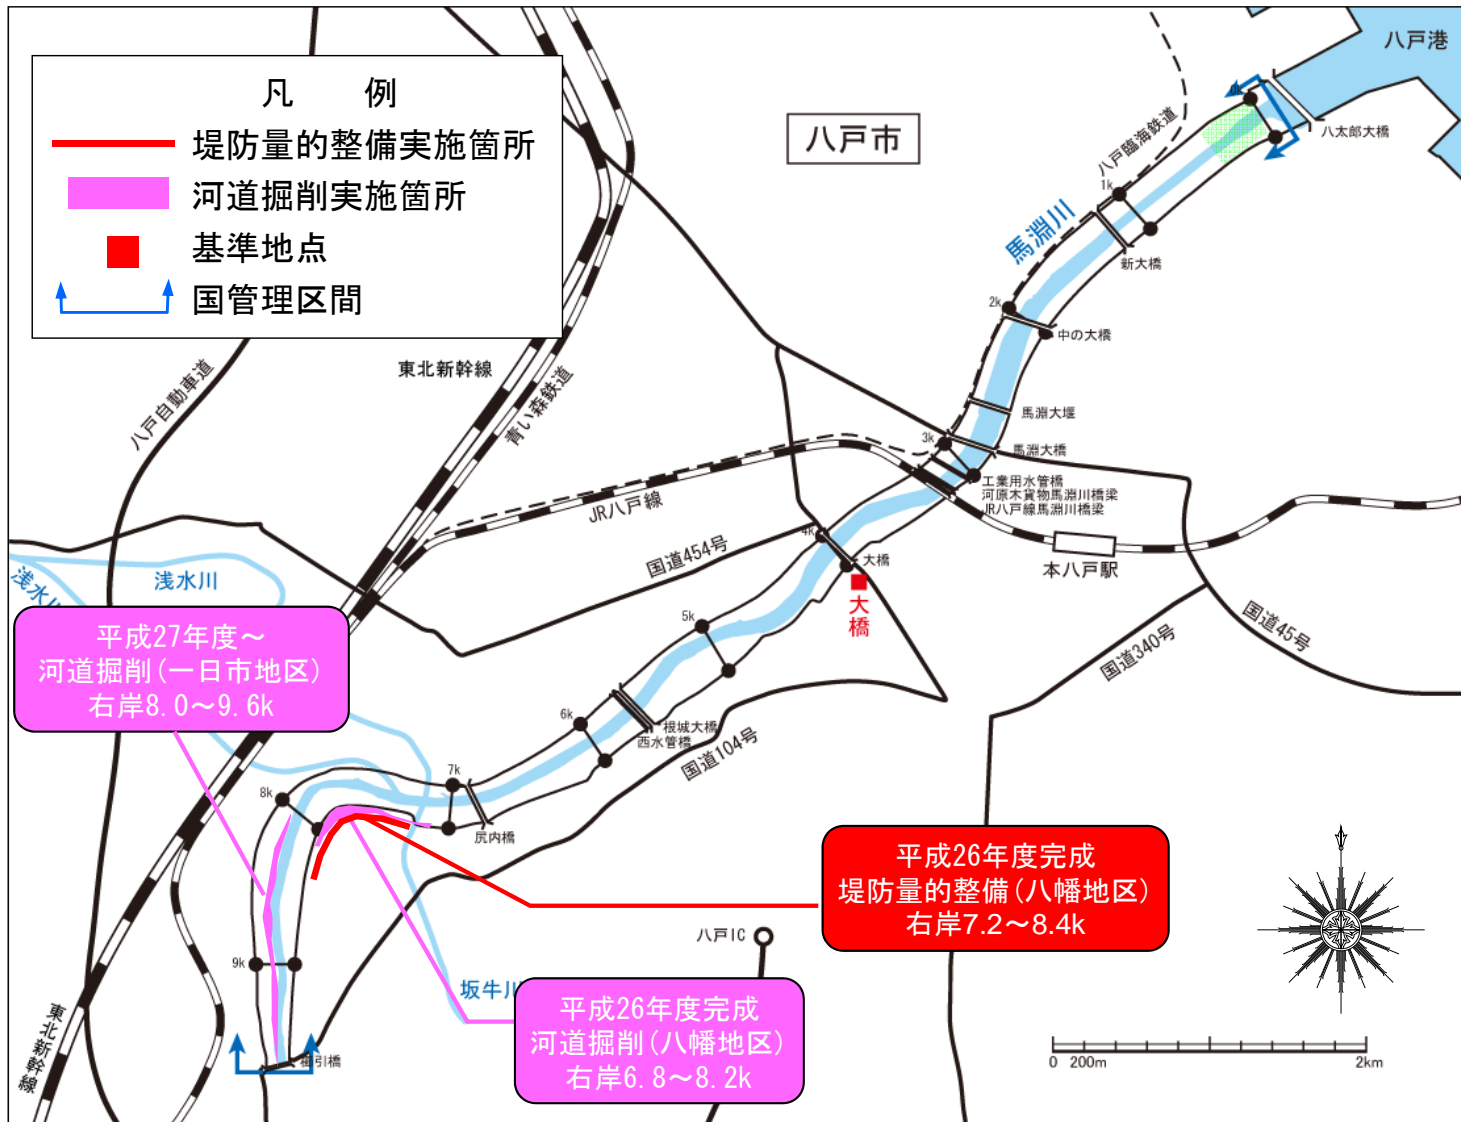 凡　例
堤防量的整備実施箇所
河道掘削実施箇所
基準地点
国管理区間
八戸港
八戸市
0k
八太郎大橋
八戸臨海鉄道
1k
馬淵川
新大橋
2k
中の大橋
東北新幹線
八戸自動車道
青い森鉄道
馬淵大堰
3k
馬淵大橋
工業用水管橋
河原木貨物馬淵川橋梁
JR八戸線馬淵川橋梁
JR八戸線
4k
大橋
国道454号
本八戸駅
浅水川
浅水川
大橋
国道45号
国道340号
5k
平成27年度～
河道掘削(一日市地区)
右岸8.0～9.6k
6k
根城大橋
西水管橋
国道104号
7k
8k
尻内橋
平成26年度完成
堤防量的整備(八幡地区)
右岸7.2～8.4k
八戸IC
9k
坂牛川
平成26年度完成
河道掘削(八幡地区)
右岸6.8～8.2k
東北新幹線
櫛引橋
0 200m 2km